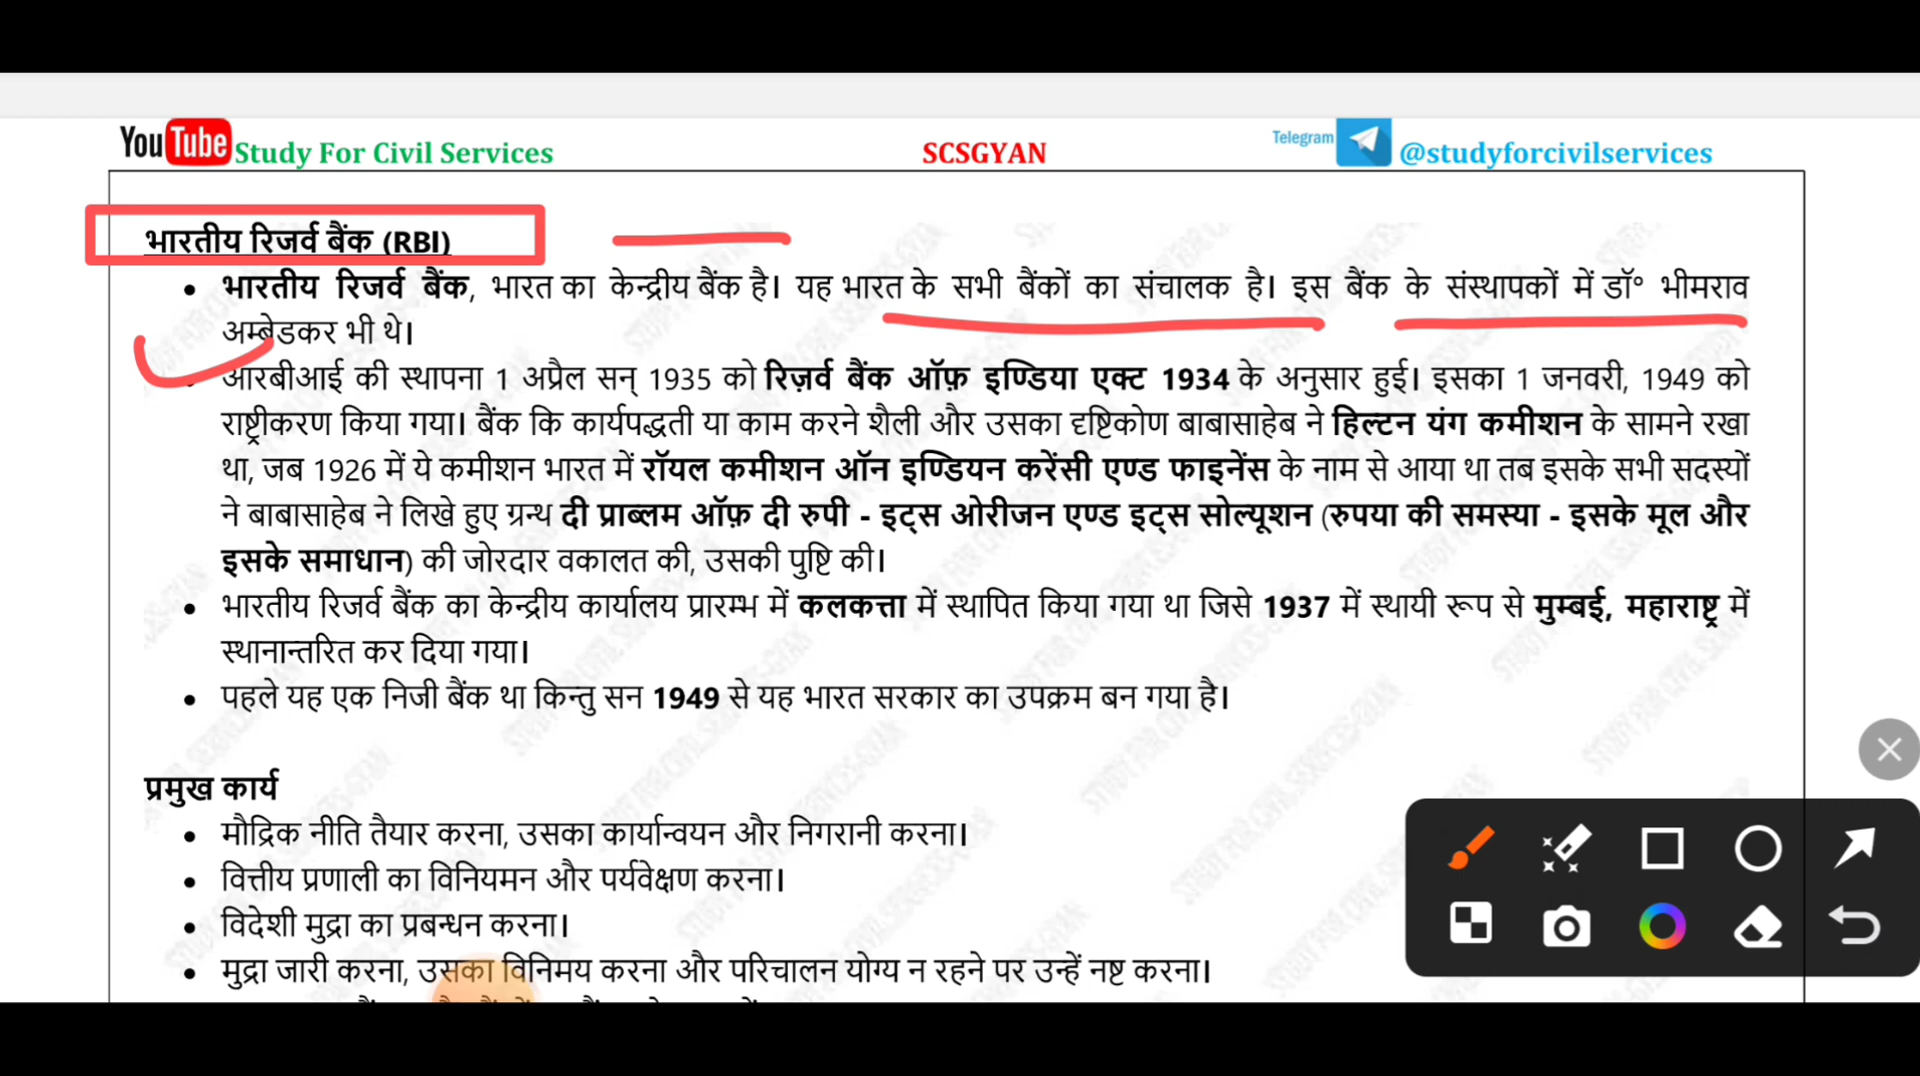 YouTube Study For Civil Services SCSGYAN Telegram @studyforcivilservices
भारतीय रिजर्व बैंक (RBI)
• भारतीय रिजर्व बैंक, भारत का केन्द्रीय बैंक है। यह भारत के सभी बैंकों का संचालक है। इस बैंक के संस्थापकों में डॉ° भीमराव
अम्बेडकर भी थे।
आरबीआई की स्थापना 1 अप्रैल सन् 1935 को रिज़र्व बैंक ऑफ़ इण्डिया एक्ट 1934 के अनुसार हुई। इसका 1 जनवरी, 1949 को
राष्ट्रीकरण किया गया। बैंक कि कार्यपद्धती या काम करने शैली और उसका दृष्टिकोण बाबासाहेब ने हिल्टन यंग कमीशन के सामने रखा
था, जब 1926 में ये कमीशन भारत में रॉयल कमीशन ऑन इण्डियन करेंसी एण्ड फाइनेंस के नाम से आया था तब इसके सभी सदस्यों
ने बाबासाहेब ने लिखे हुए ग्रन्थ दी प्राब्लम ऑफ़ दी रुपी - इट्स ओरीजन एण्ड इट्स सोल्यूशन (रुपया की समस्या - इसके मूल और
इसके समाधान) की जोरदार वकालत की, उसकी पुष्टि की।
• भारतीय रिजर्व बैंक का केन्द्रीय कार्यालय प्रारम्भ में कलकत्ता में स्थापित किया गया था जिसे 1937 में स्थायी रूप से मुम्बई, महाराष्ट्र में
स्थानान्तरित कर दिया गया।
• पहले यह एक निजी बैंक था किन्तु सन 1949 से यह भारत सरकार का उपक्रम बन गया है।
प्रमुख कार्य
• मौद्रिक नीति तैयार करना, उसका कार्यान्वयन और निगरानी करना।
• वित्तीय प्रणाली का विनियमन और पर्यवेक्षण करना।
• विदेशी मुद्रा का प्रबन्धन करना।
• मुद्रा जारी करना, उसका विनिमय करना और परिचालन योग्य न रहने पर उन्हें नष्ट करना।